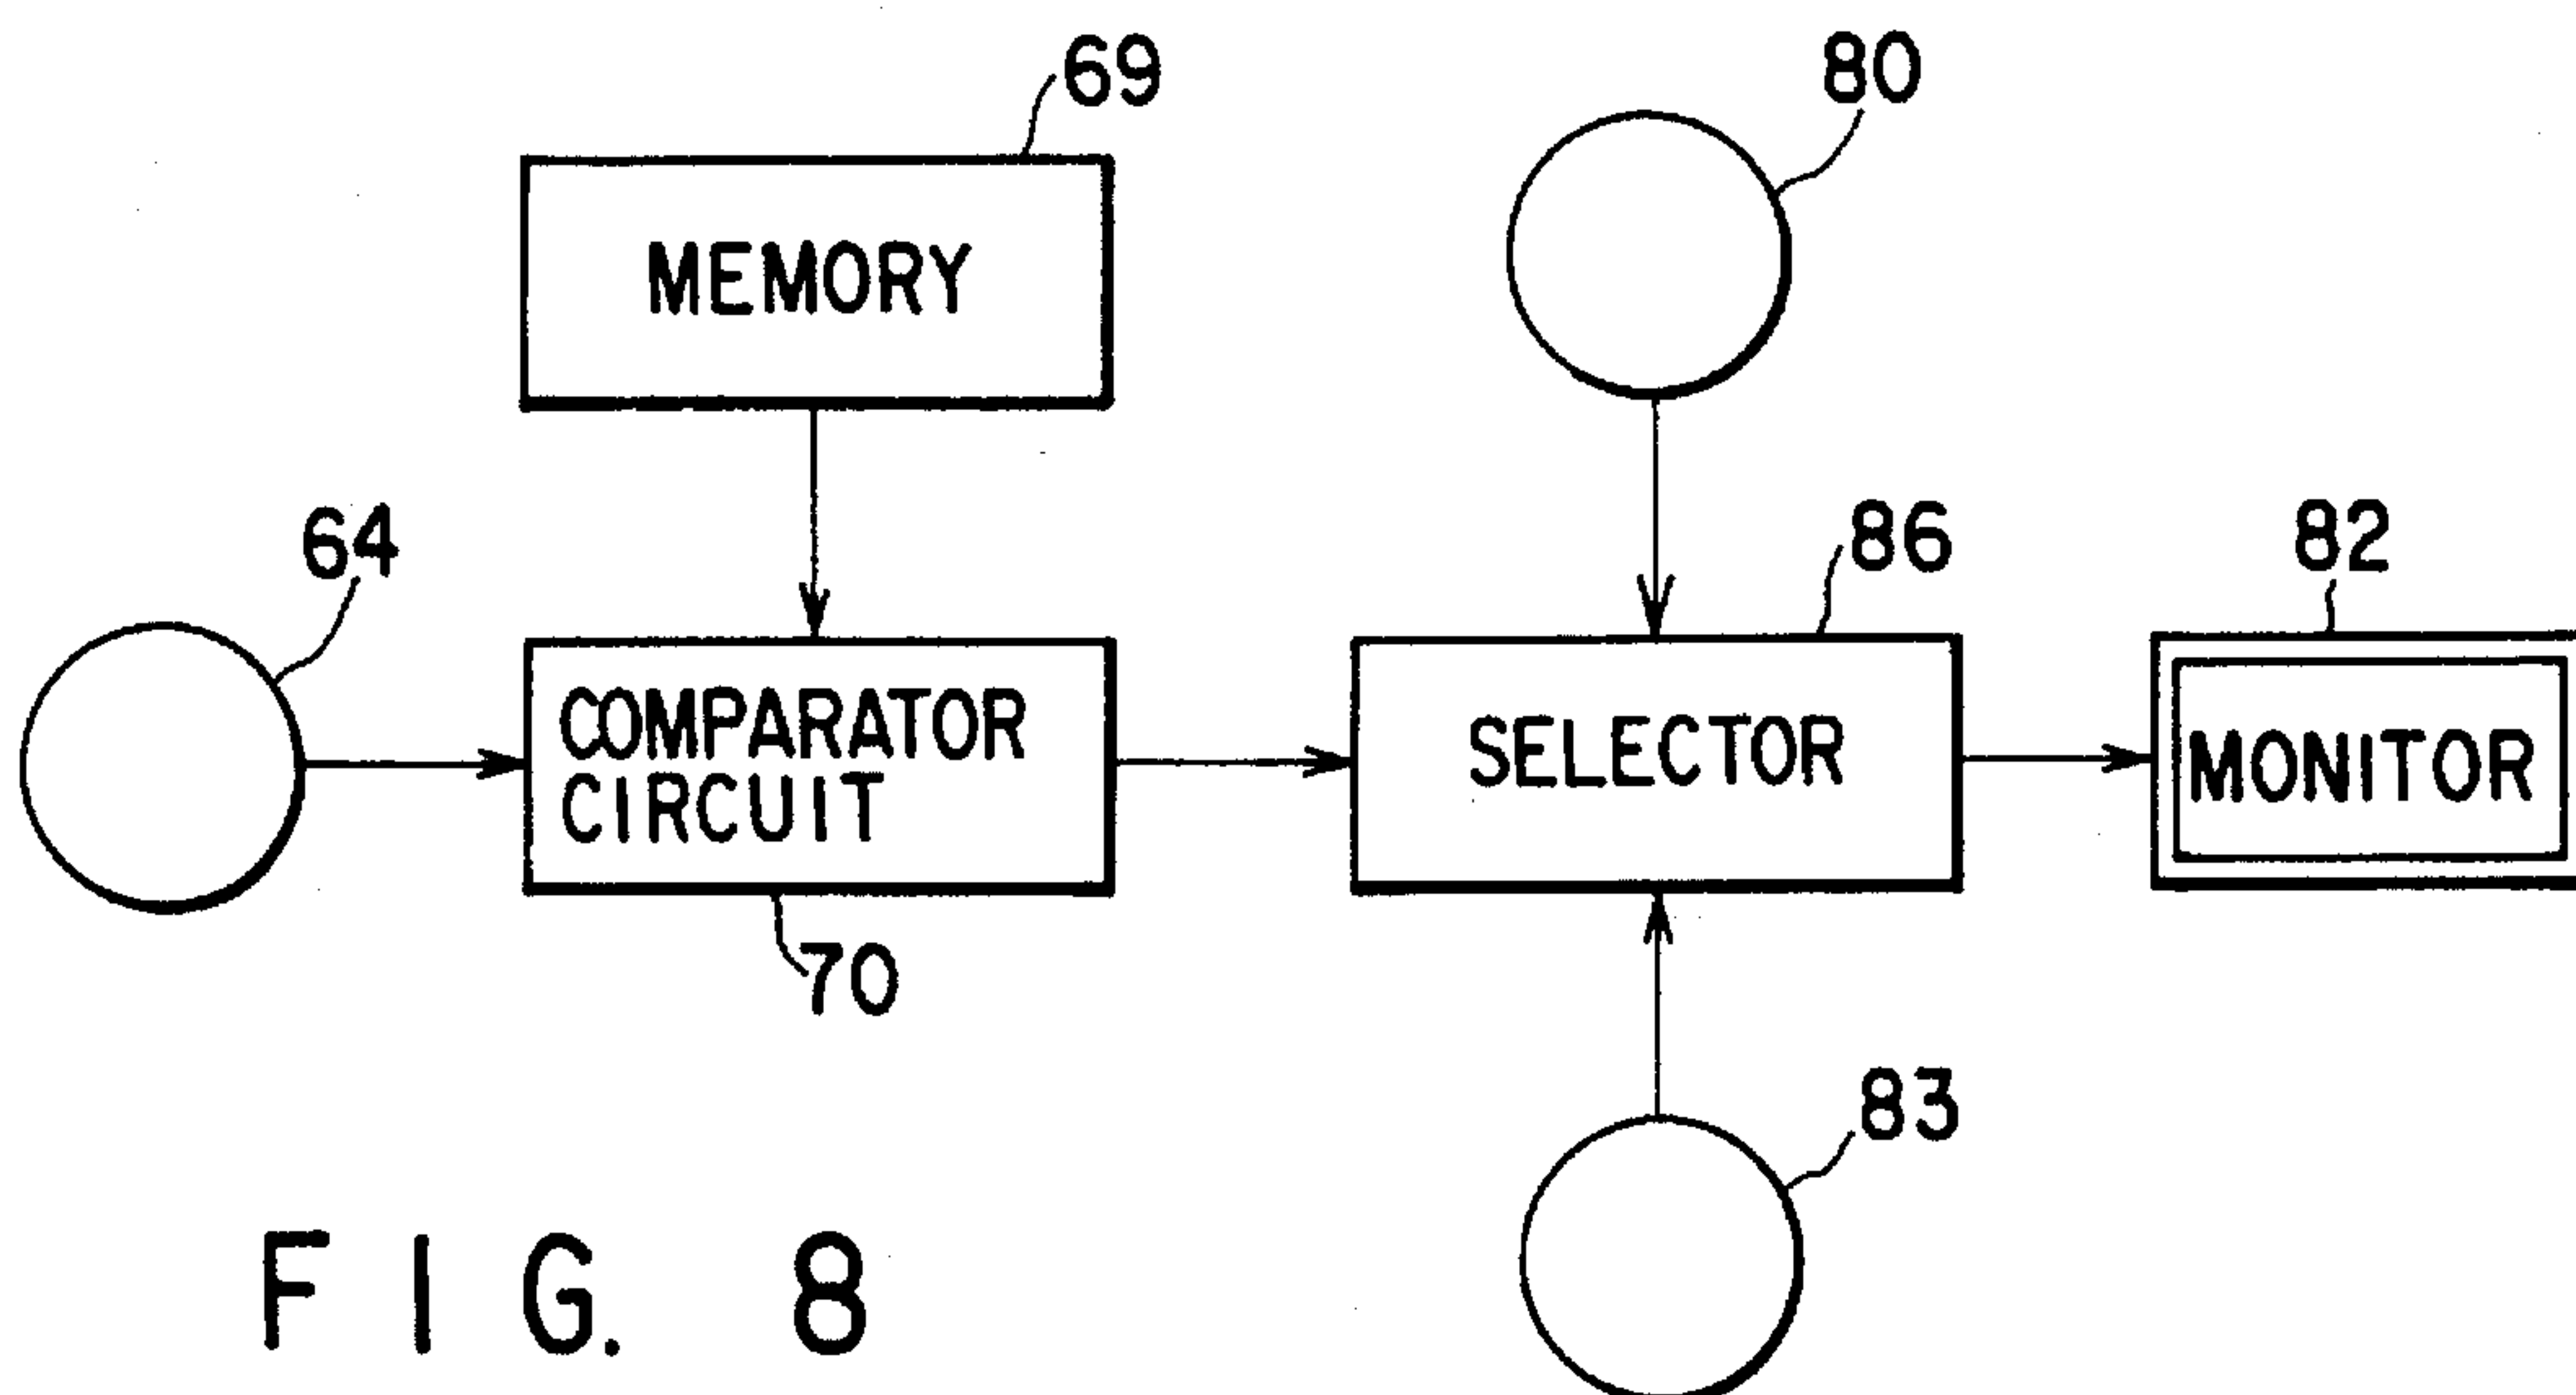 69
80
MEMORY
64
86
82
COMPARATOR
CIRCUIT
SELECTOR
MONITOR
70
83
FIG. 8